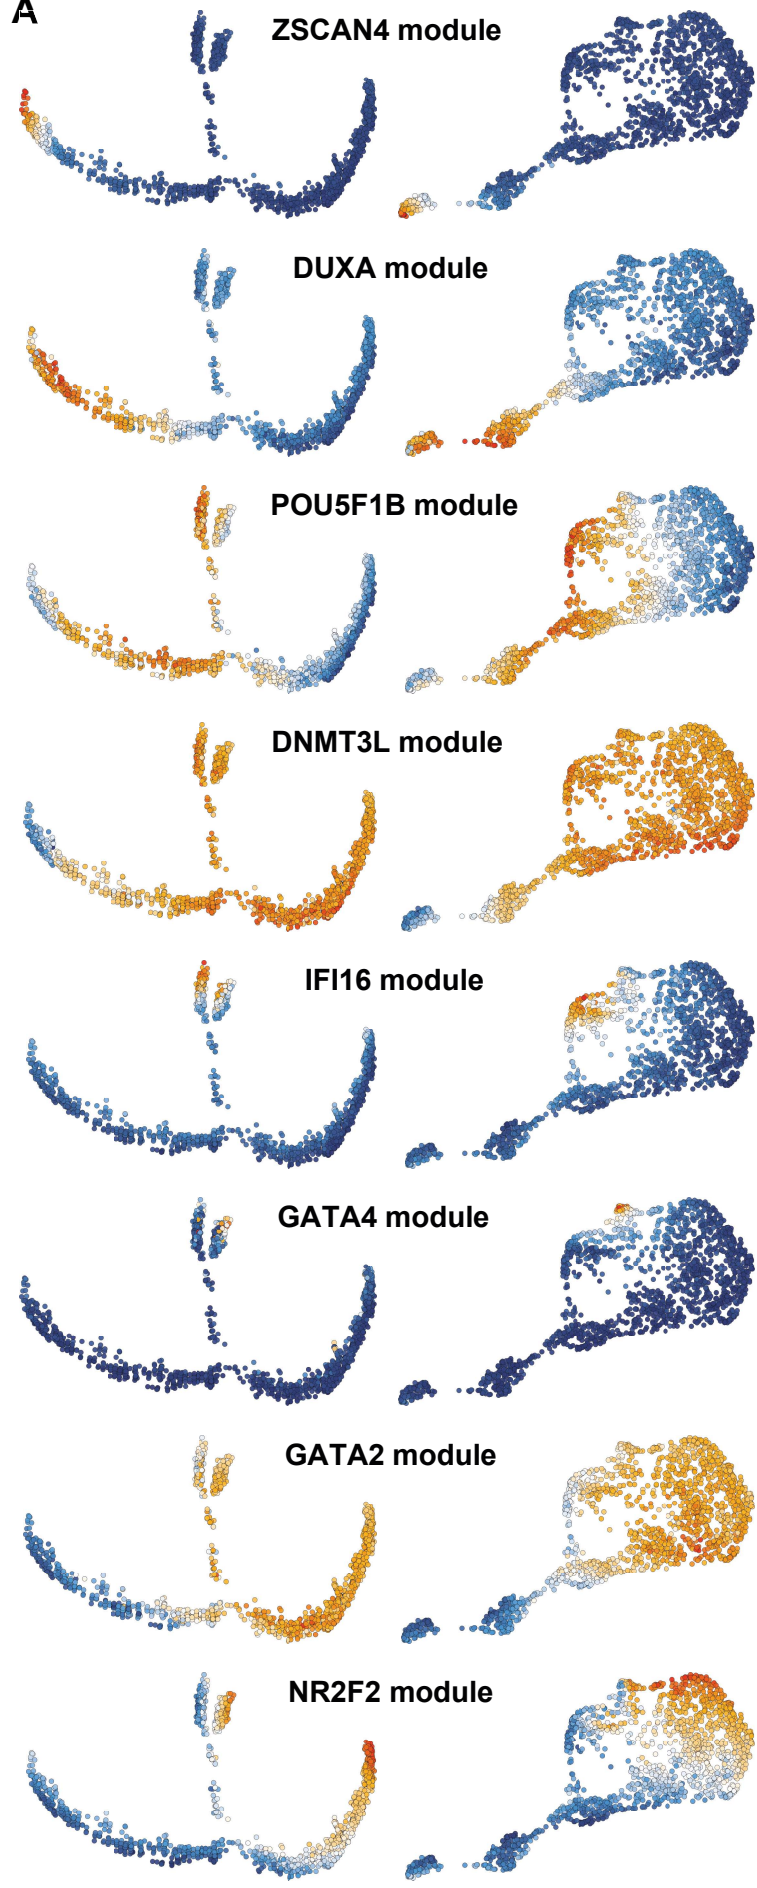 A
ZSCAN4 module
DUXA module
POU5F1B module
DNMT3L module
IFI16 module
GATA4 module
GATA2 module
NR2F2 module